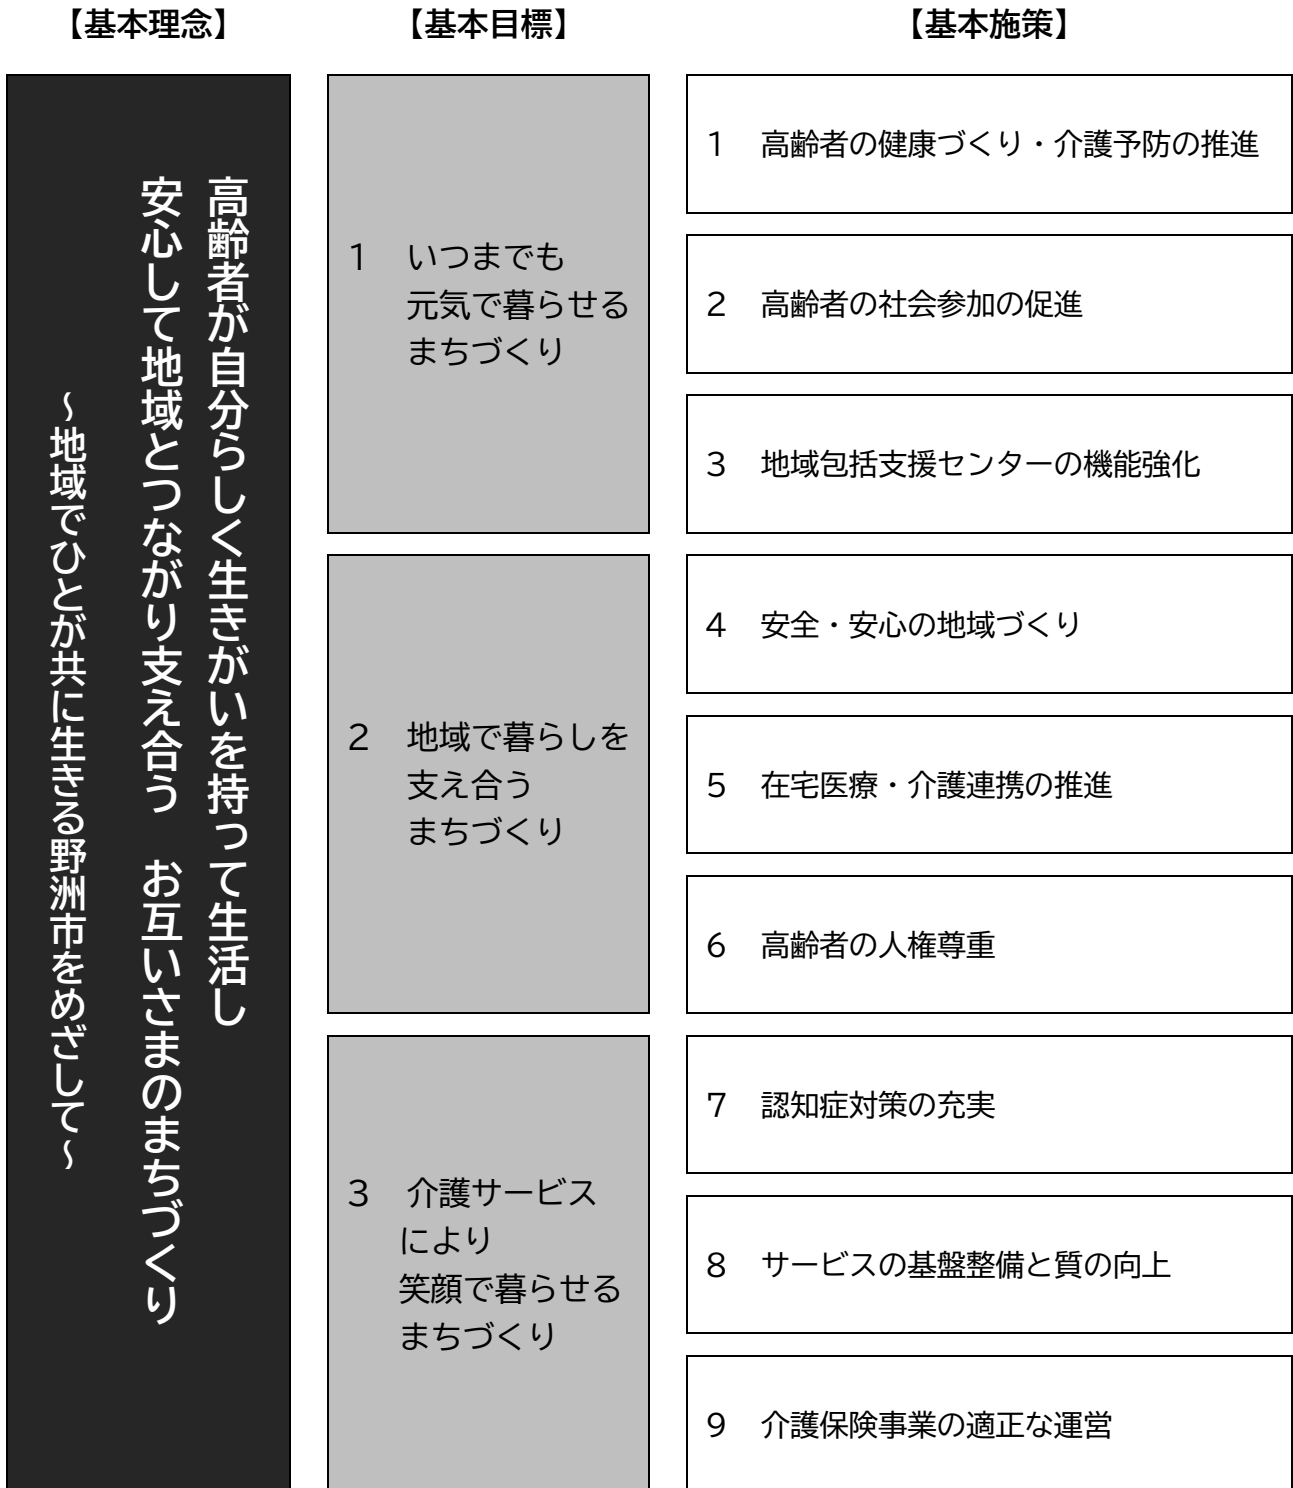 【基本理念】
【基本目標】
【基本施策】
高齢者が自分らしく生きがいを持って生活し
安心して地域とつながり支え合う　お互いさまのまちづくり
～地域でひとが共に生きる野洲市をめざして～
１　いつまでも
元気で暮らせる
まちづくり
２　地域で暮らしを
支え合う
まちづくり
３　介護サービス
により
笑顔で暮らせる
まちづくり
１　高齢者の健康づくり・介護予防の推進
２　高齢者の社会参加の促進
３　地域包括支援センターの機能強化
４　安全・安心の地域づくり
５　在宅医療・介護連携の推進
６　高齢者の人権尊重
７　認知症対策の充実
８　サービスの基盤整備と質の向上
９　介護保険事業の適正な運営